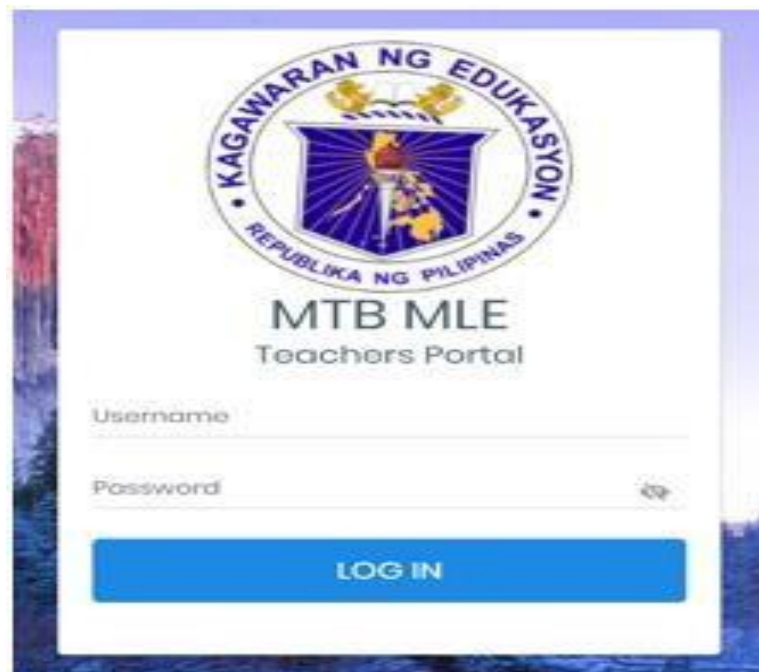 KAGAWARAN NG EDUKASYON
REPUBLIKA NG PILIPINAS
MTB MLE
Teachers Portal
Username
Password
LOG IN